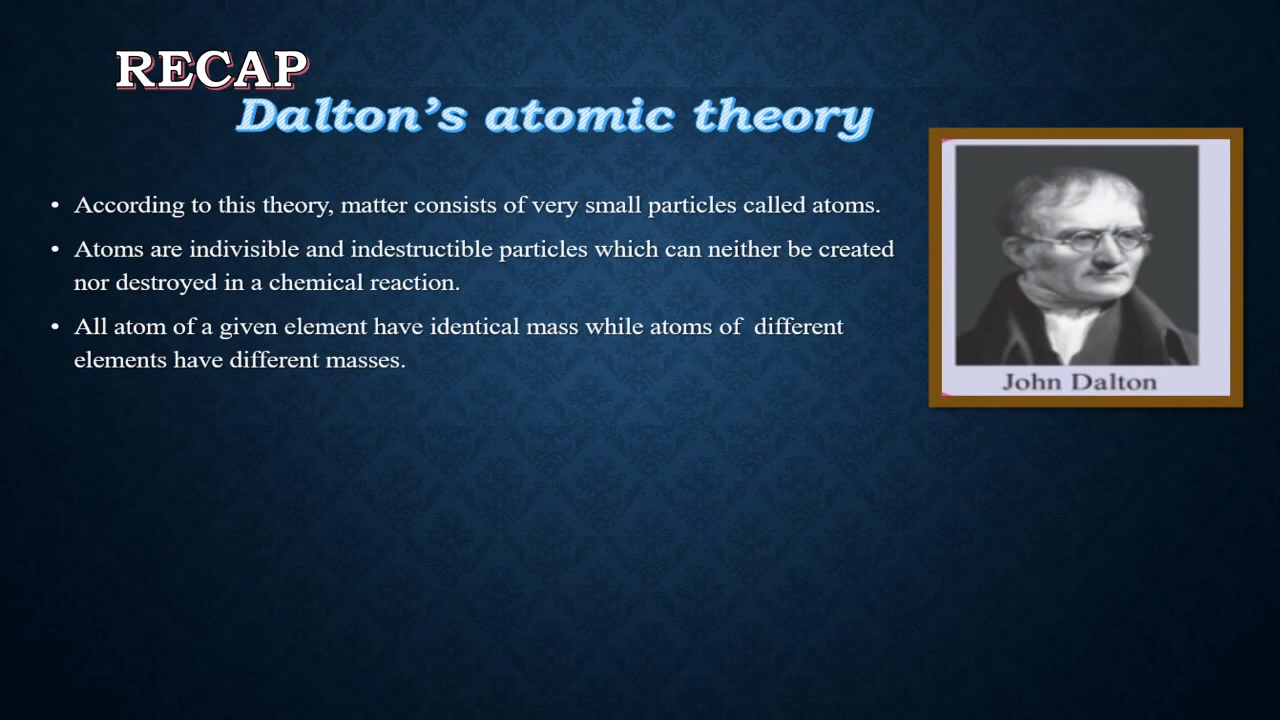 RECAP
Dalton’s atomic theory
• According to this theory, matter consists of very small particles called atoms.
• Atoms are indivisible and indestructible particles which can neither be created
nor destroyed in a chemical reaction.
• All atom of a given element have identical mass while atoms of  different
elements have different masses.
John Dalton